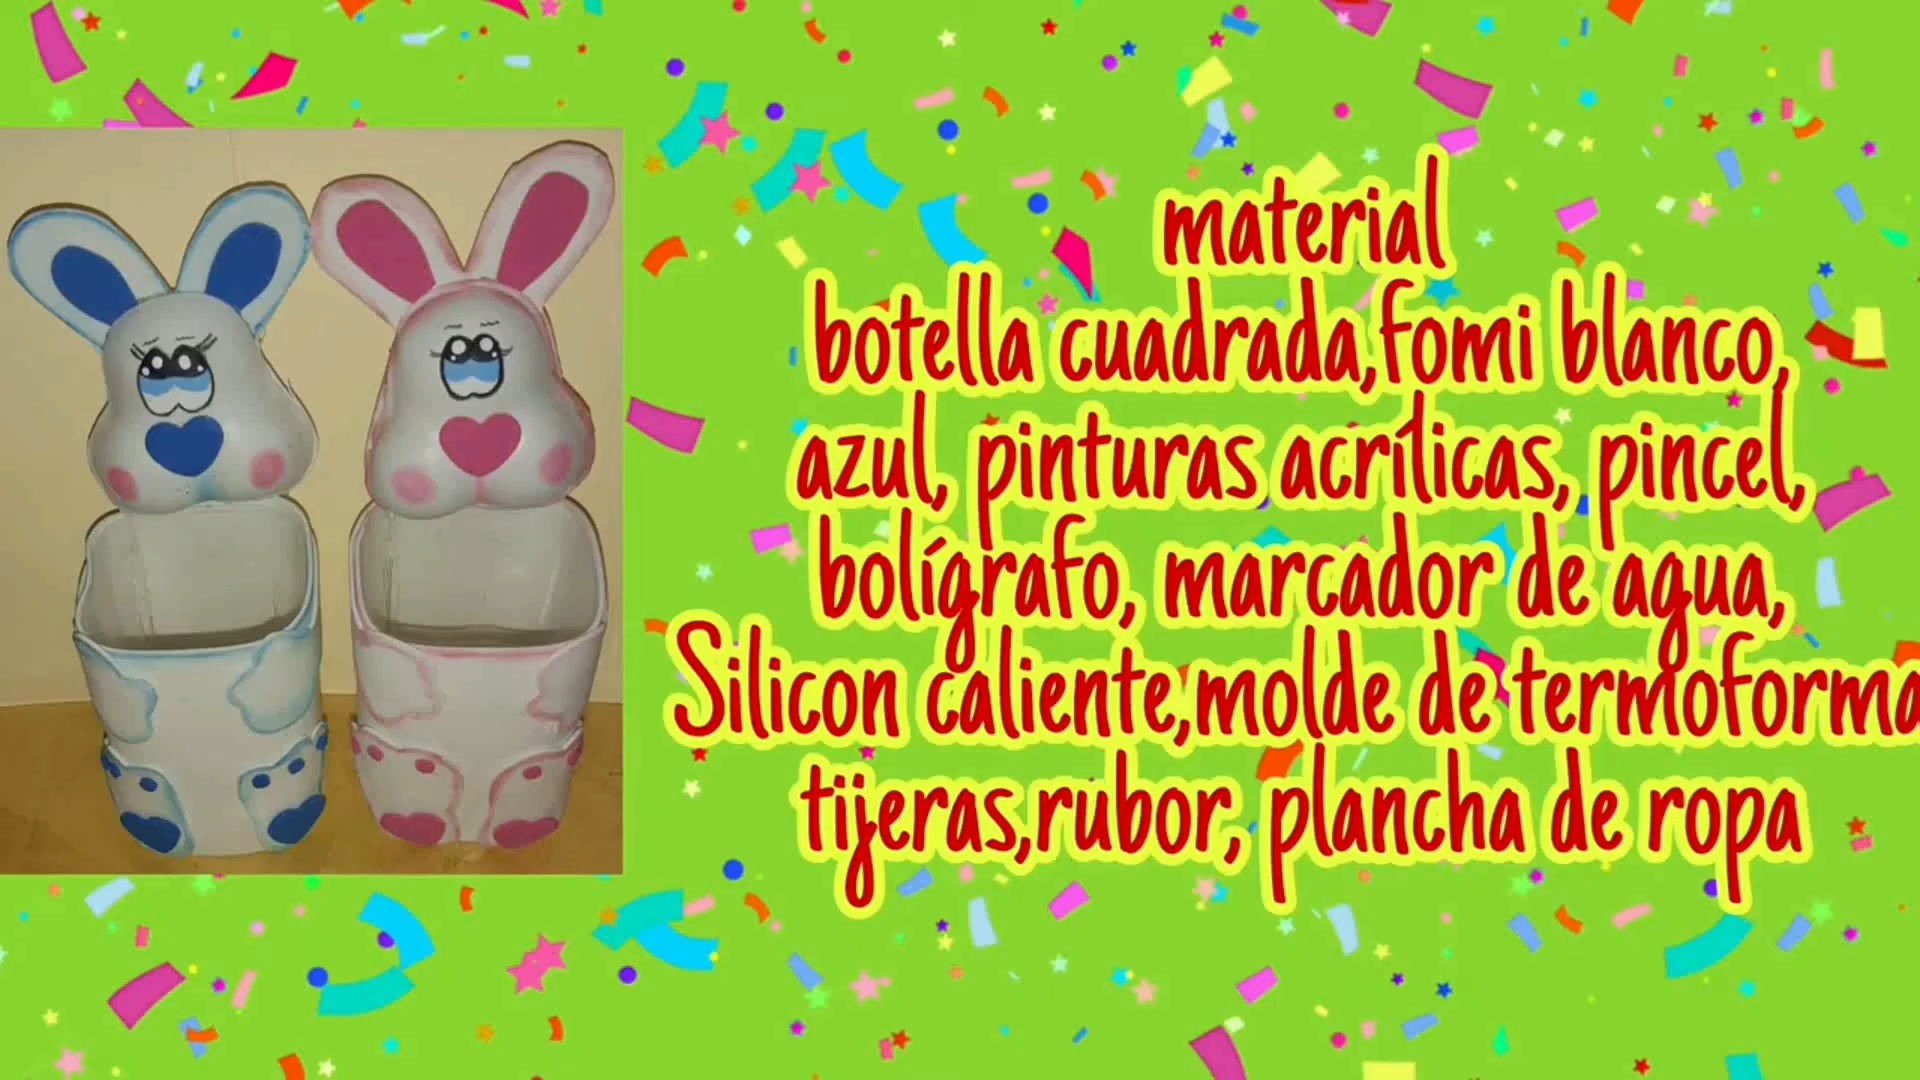 material
botella cuadrada,fomi blanco,
azul, pinturas acrílicas, pincel,
bolígrafo, marcador de agua,
Silicon caliente,molde de termoforma
tijeras,rubor, plancha de ropa